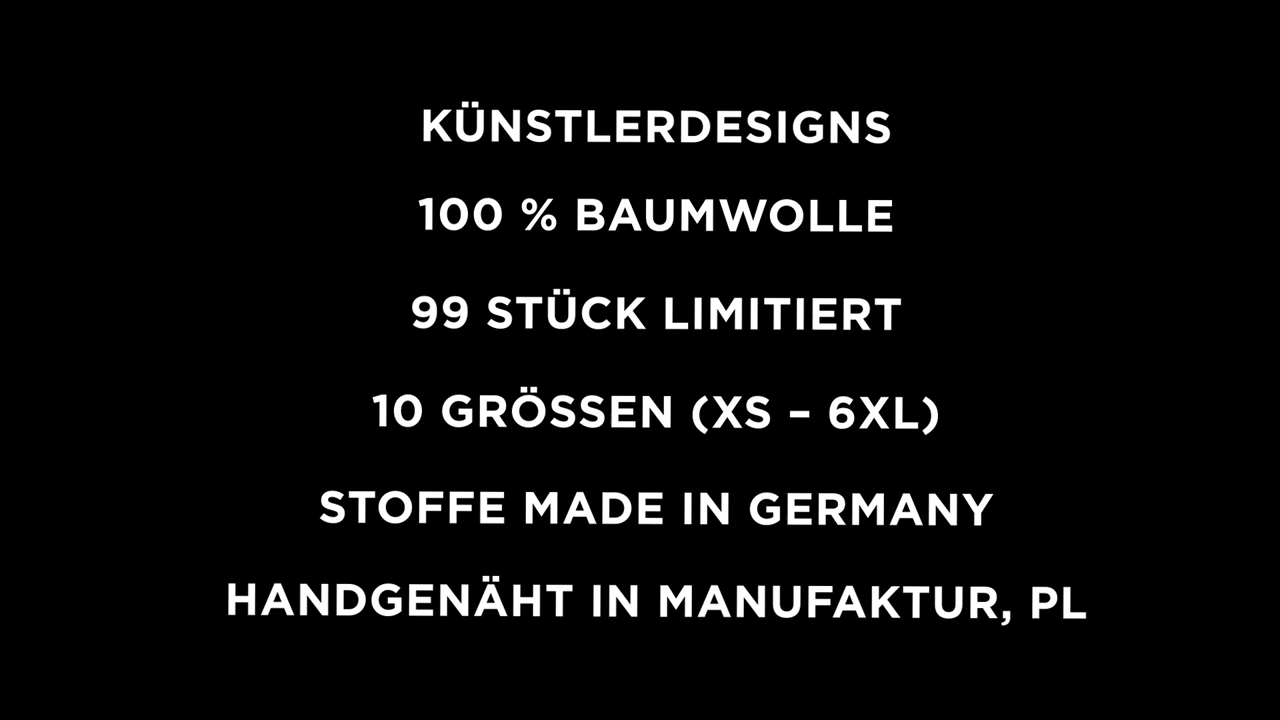 KÜNSTLERDESIGNS
100 % BAUMWOLLE
99 STÜCK LIMITIERT
10 GRÖSSEN (XS – 6XL)
STOFFE MADE IN GERMANY
HANDGENÄHT IN MANUFAKTUR, PL